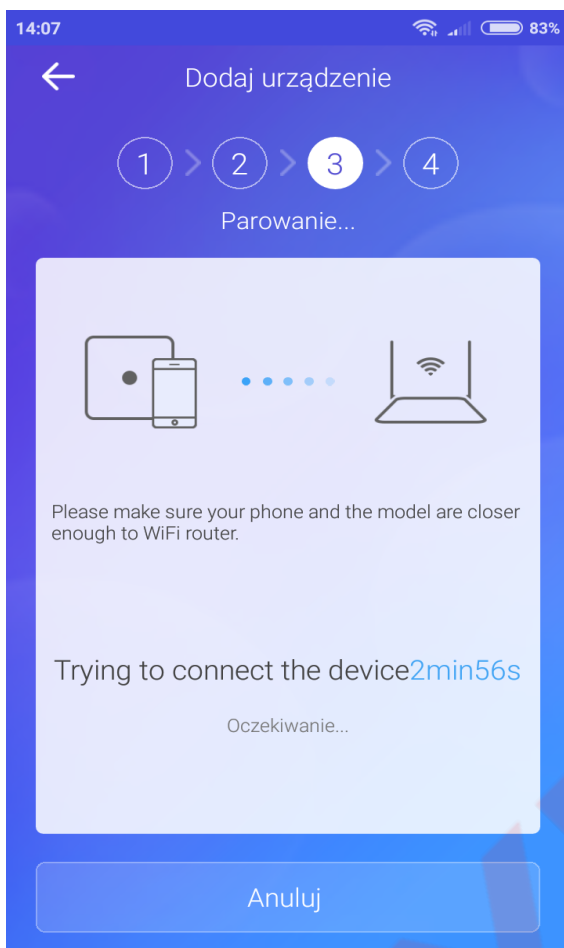 14:07 83%
Dodaj urządzenie
1 2 3 4
Parowanie...
Please make sure your phone and the model are closer
enough to WiFi router.
Trying to connect the device2min56s
Oczekiwanie...
Anuluj